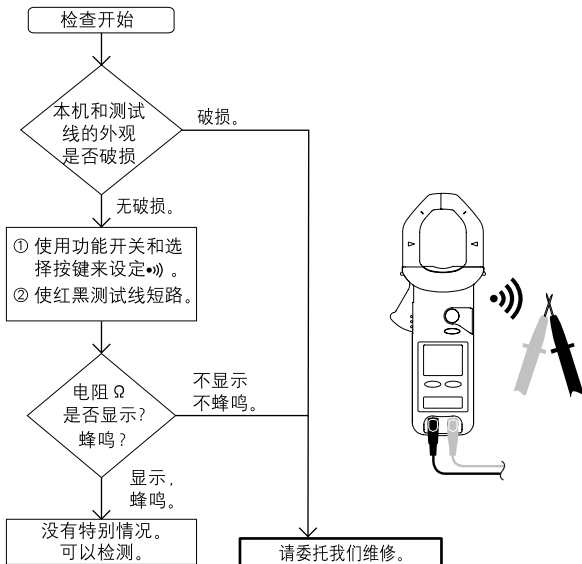 检查开始
本机和测试
线的外观
是否破损
破损。
无破损。
① 使用功能开关和选
择按键来设定•))) 。
② 使红黑测试线短路。
电阻 Ω
是否显示?
蜂鸣?
不显示
不蜂鸣。
显示,
蜂鸣。
没有特别情况。
可以检测。
请委托我们维修。